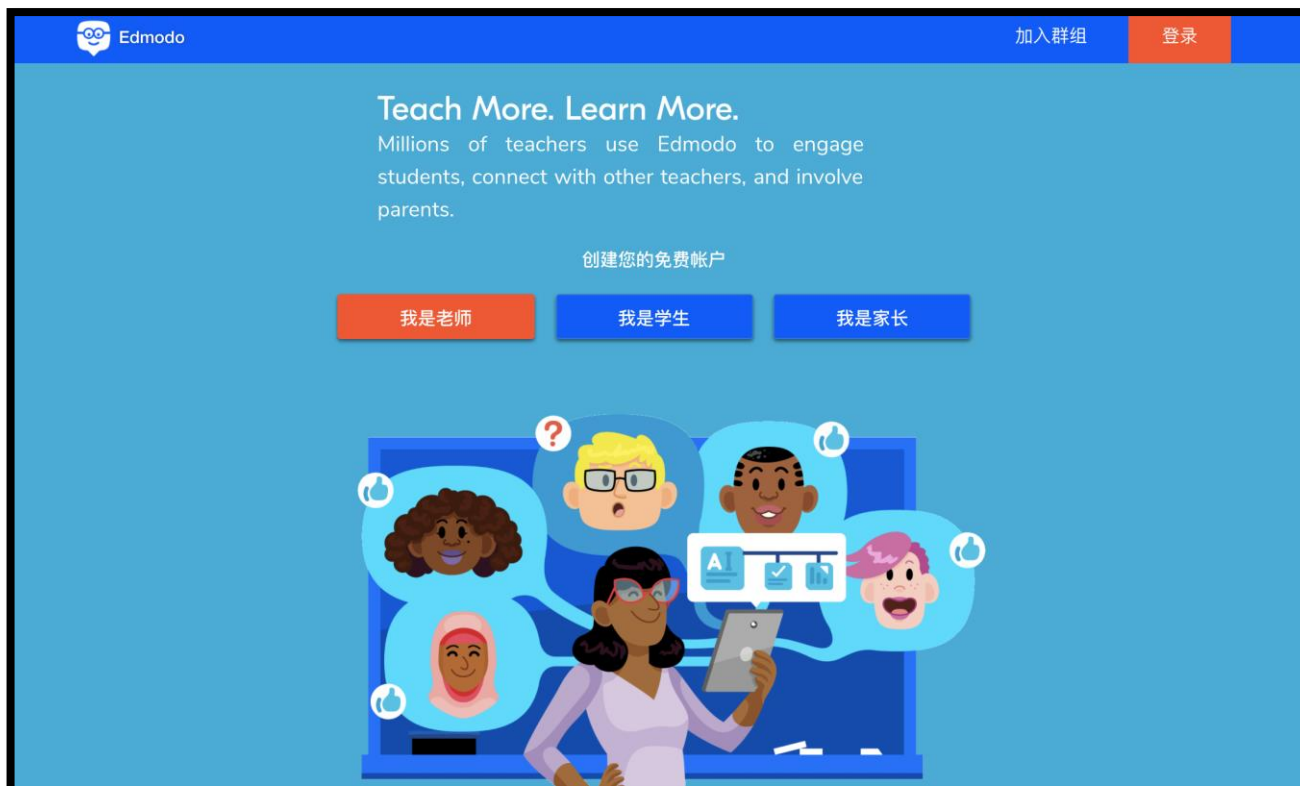 Edmodo
加入群组
登录
Teach More. Learn More.
Millions of teachers use Edmodo to engage
students, connect with other teachers, and involve
parents.
创建您的免费帐户
我是老师
我是学生
我是家长
?
A